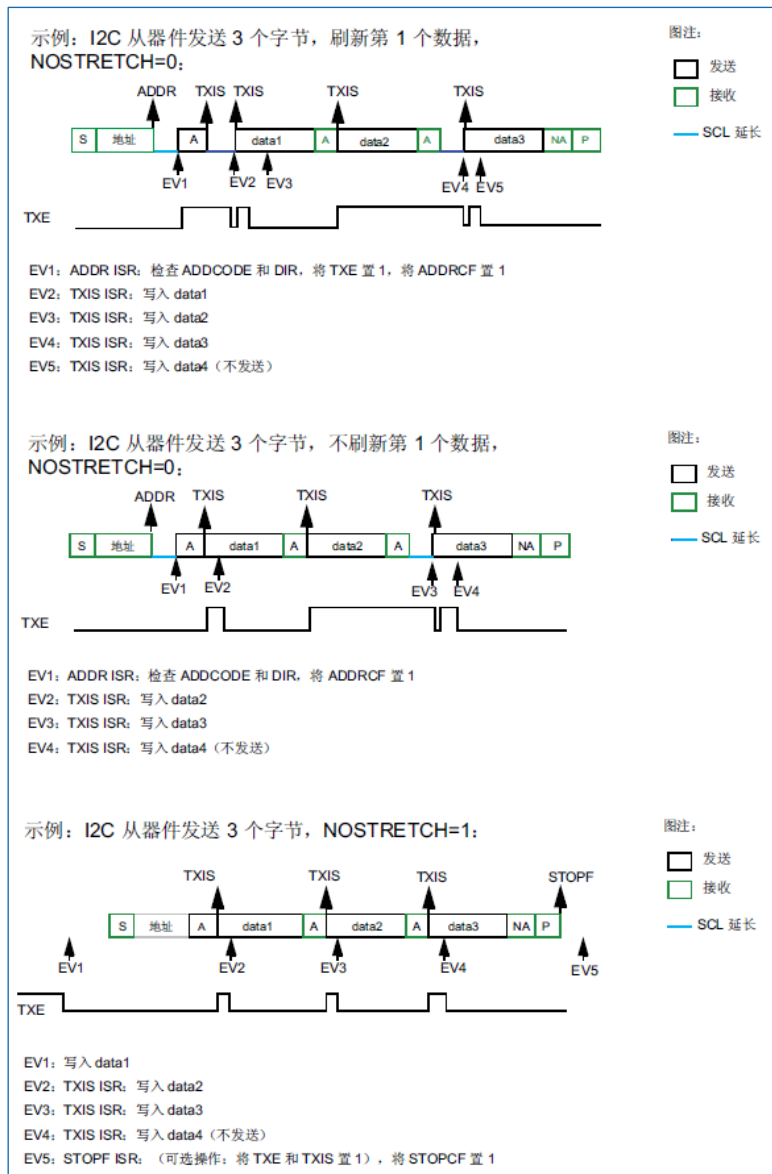 示例：I2C 从器件发送 3 个字节，刷新第 1 个数据，
NOSTRETCH=0：
图注：
发送
接收
SCL 延长
ADDR TXIS TXIS TXIS TXIS
S 地址 A data1 A data2 A data3 NA P
EV1 EV2 EV3 EV4 EV5
TXE
EV1：ADDR ISR：检查 ADDCODE 和 DIR，将 TXE 置 1，将 ADDRCF 置 1
EV2：TXIS ISR：写入 data1
EV3：TXIS ISR：写入 data2
EV4：TXIS ISR：写入 data3
EV5：TXIS ISR：写入 data4（不发送）
示例：I2C 从器件发送 3 个字节，不刷新第 1 个数据，
NOSTRETCH=0：
图注：
发送
接收
SCL 延长
ADDR TXIS TXIS TXIS
S 地址 A data1 A data2 A data3 NA P
EV1 EV2 EV3 EV4
TXE
EV1：ADDR ISR：检查 ADDCODE 和 DIR，将 ADDRCF 置 1
EV2：TXIS ISR：写入 data2
EV3：TXIS ISR：写入 data3
EV4：TXIS ISR：写入 data4（不发送）
示例：I2C 从器件发送 3 个字节，NOSTRETCH=1：
图注：
发送
接收
SCL 延长
TXIS TXIS TXIS STOPF
S 地址 A data1 A data2 A data3 NA P
EV1 EV2 EV3 EV4 EV5
TXE
EV1：写入 data1
EV2：TXIS ISR：写入 data2
EV3：TXIS ISR：写入 data3
EV4：TXIS ISR：写入 data4（不发送）
EV5：STOPF ISR：（可选操作：将 TXE 和 TXIS 置 1），将 STOPCF 置 1